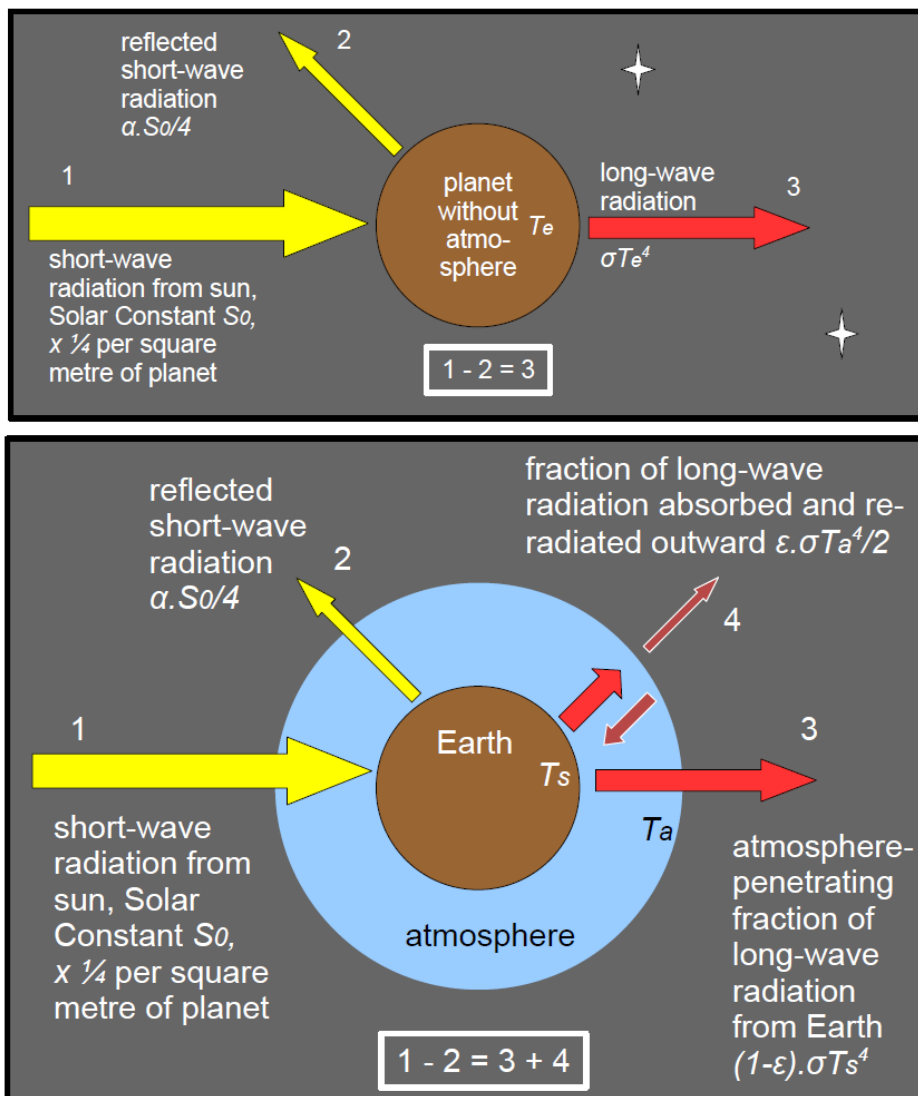 reflected
short-wave
radiation
α.S0/4
2
1
short-wave
radiation from sun,
Solar Constant S0,
x ¼ per square
metre of planet
planet
without
atmo-
sphere
Te
long-wave
radiation
σTe⁴
3
1 - 2 = 3
reflected
short-wave
radiation
α.S0/4
2
fraction of long-wave
radiation absorbed and re-
radiated outward ε.σTa⁴/2
4
1
short-wave
radiation from
sun, Solar
Constant S0,
x ¼ per square
metre of planet
Earth
Ts
Ta
atmosphere
3
atmosphere-
penetrating
fraction of
long-wave
radiation
from Earth
(1-ε).σTs⁴
1 - 2 = 3 + 4